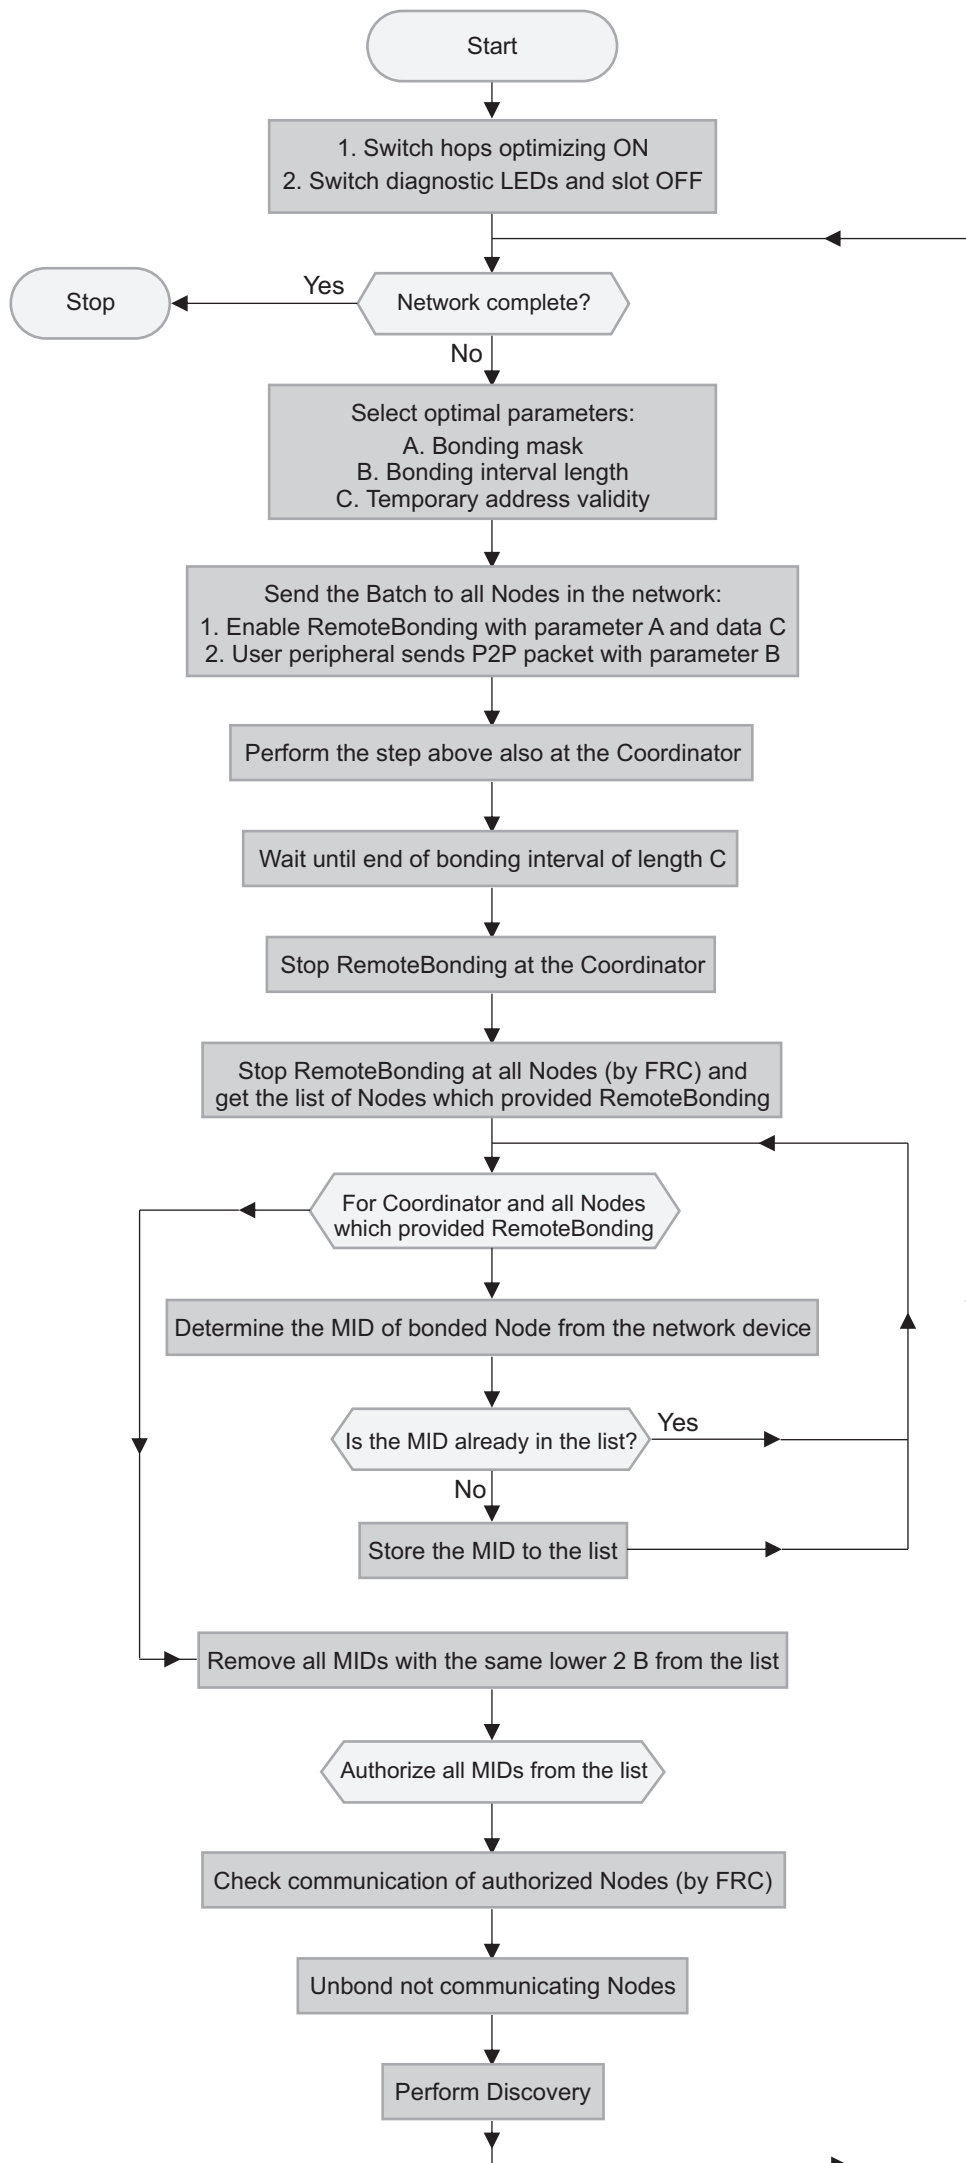 Start
1. Switch hops optimizing ON
2. Switch diagnostic LEDs and slot OFF
Yes
Stop
Network complete?
No
Select optimal parameters:
A. Bonding mask
B. Bonding interval length
C. Temporary address validity
Send the Batch to all Nodes in the network:
1. Enable RemoteBonding with parameter A and data C
2. User peripheral sends P2P packet with parameter B
Perform the step above also at the Coordinator
Wait until end of bonding interval of length C
Stop RemoteBonding at the Coordinator
Stop RemoteBonding at all Nodes (by FRC) and
get the list of Nodes which provided RemoteBonding
For Coordinator and all Nodes
which provided RemoteBonding
Determine the MID of bonded Node from the network device
Is the MID already in the list?
Yes
No
Store the MID to the list
Remove all MIDs with the same lower 2 B from the list
Authorize all MIDs from the list
Check communication of authorized Nodes (by FRC)
Unbond not communicating Nodes
Perform Discovery